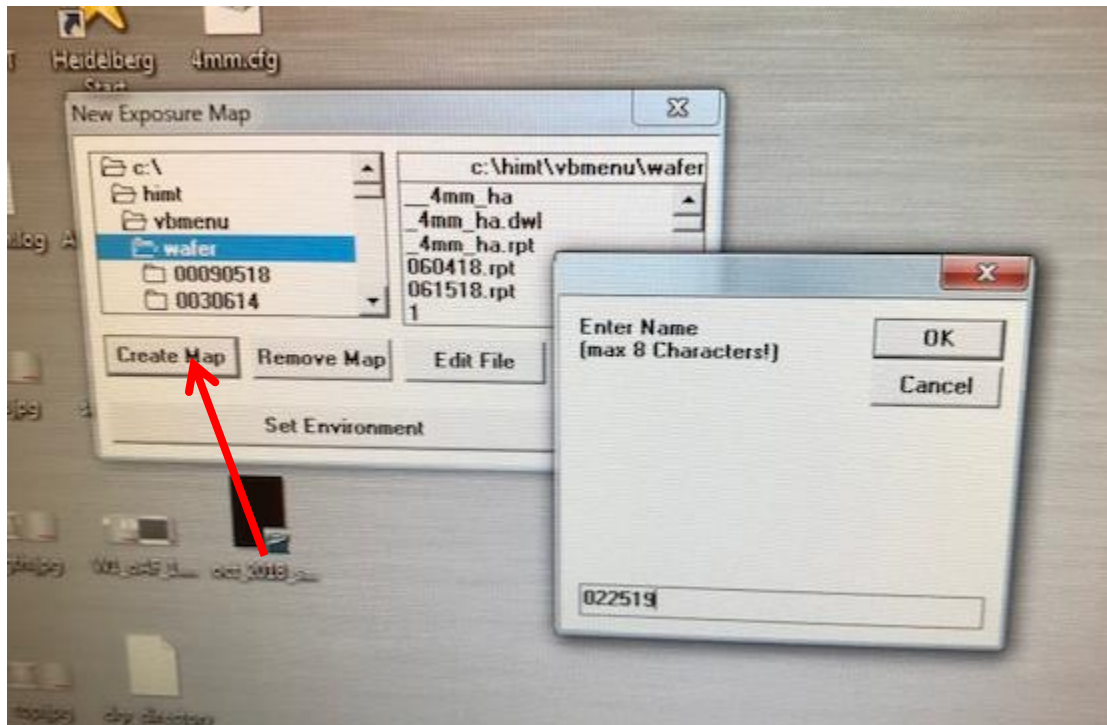 Heidelberg
Start
4mm.cfg
New Exposure Map
c:\
himt
vbmenu
wafer
00090518
0030614
c:\himt\vbmenu\wafer
__4mm_ha
_4mm_ha.dwl
_4mm_ha.rpt
060418.rpt
061518.rpt
1
Create Map
Remove Map
Edit File
Set Environment
Enter Name
(max 8 Characters!)
OK
Cancel
022519